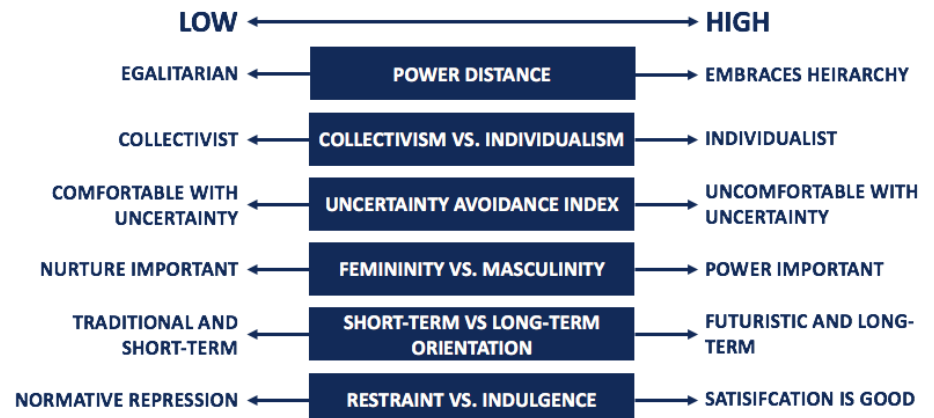 LOW HIGH
EGALITARIAN POWER DISTANCE EMBRACES HEIRARCHY
COLLECTIVIST COLLECTIVISM VS. INDIVIDUALISM INDIVIDUALIST
COMFORTABLE WITH
UNCERTAINTY
UNCERTAINTY AVOIDANCE INDEX
UNCOMFORTABLE WITH
UNCERTAINTY
NURTURE IMPORTANT FEMININITY VS. MASCULINITY POWER IMPORTANT
TRADITIONAL AND
SHORT-TERM
SHORT-TERM VS LONG-TERM
ORIENTATION
FUTURISTIC AND LONG-
TERM
NORMATIVE REPRESSION RESTRAINT VS. INDULGENCE SATISIFCATION IS GOOD